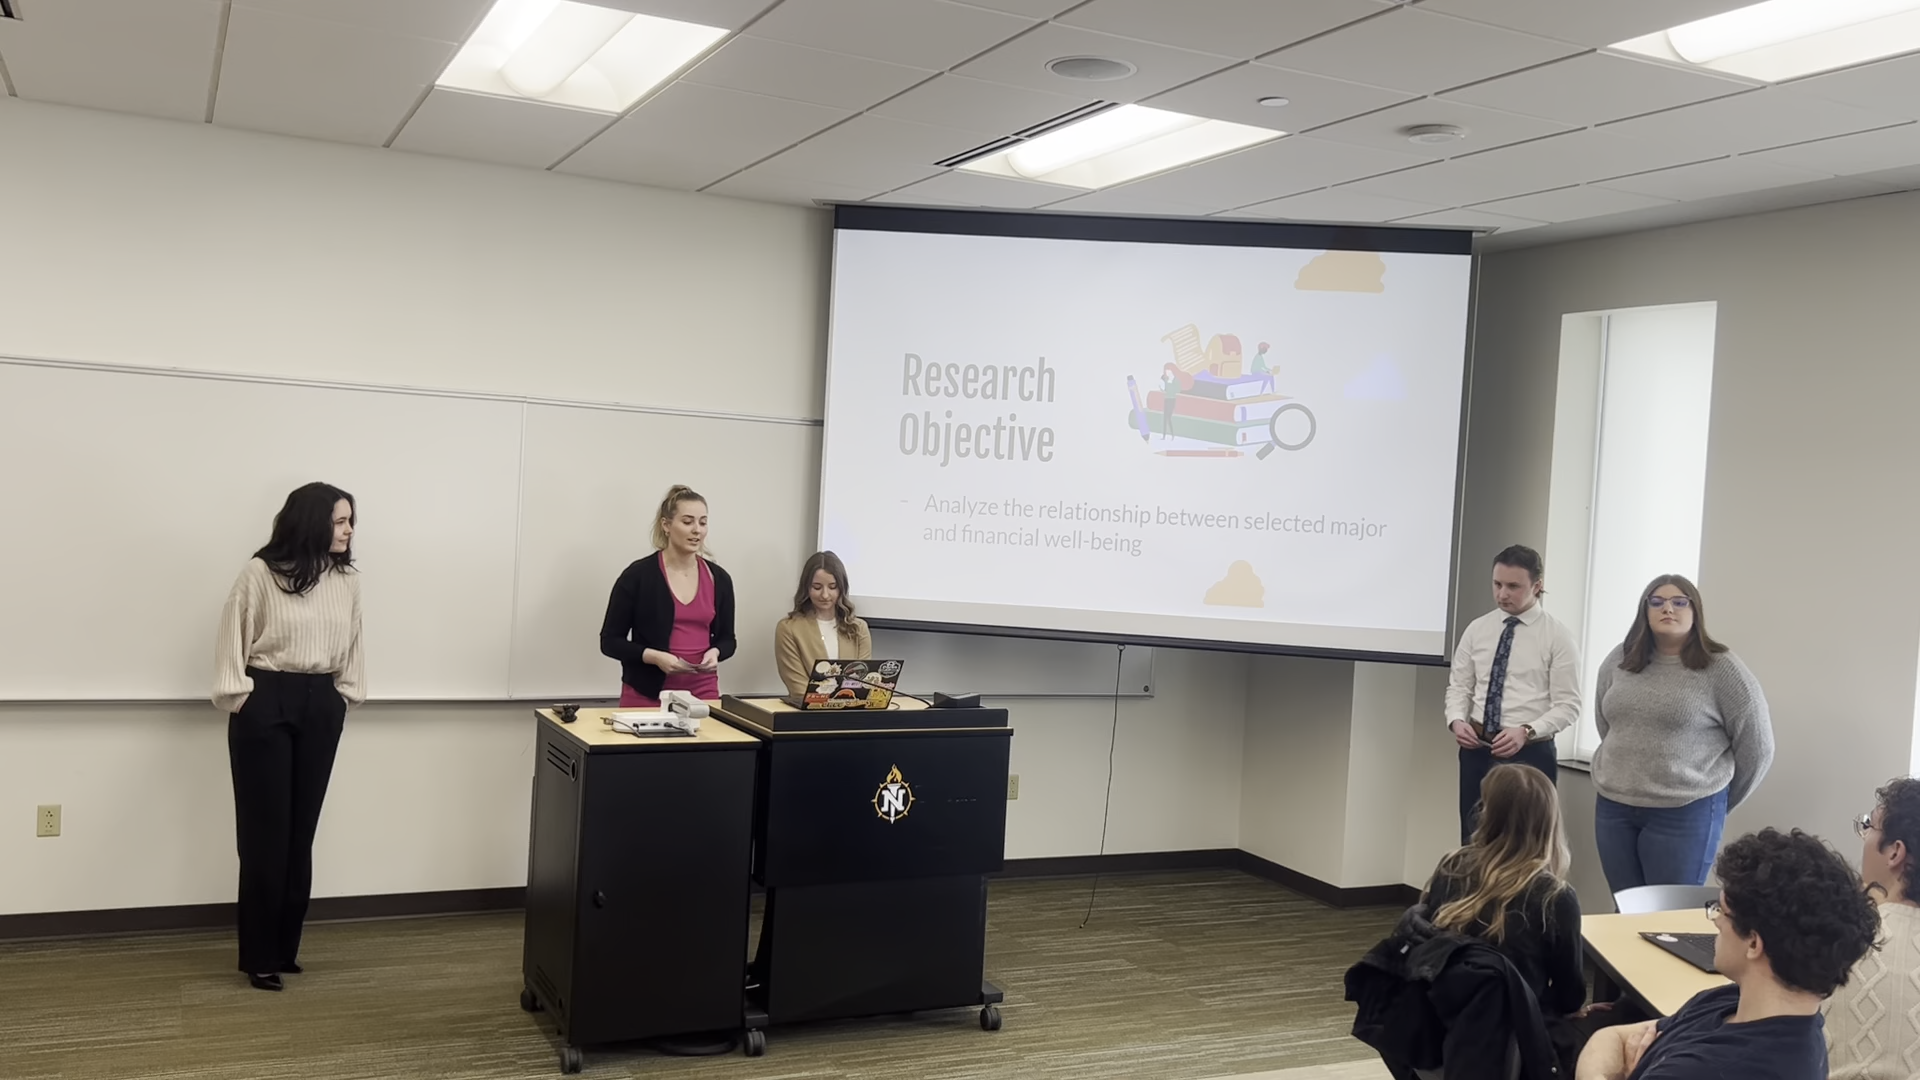 Research
Objective
- Analyze the relationship between selected major
and financial well-being
N